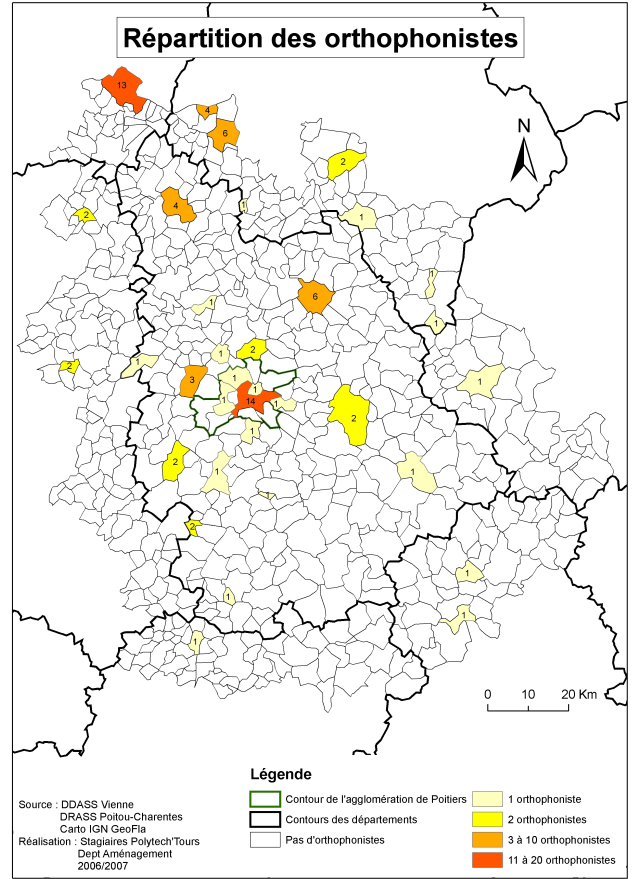 Répartition des orthophonistes
13
4
6
N
2
4
1
2
1
1
6
1
1
2
1
1
2
3
1
1
1
14
1
1
2
1
2
1
1
1
2
1
1
1
1
0 10 20 Km
Légende
Contour de l'agglomération de Poitiers
Contours des départements
Pas d'orthophonistes
1 orthophoniste
2 orthophonistes
3 à 10 orthophonistes
11 à 20 orthophonistes
Source : DDASS Vienne
DRASS Poitou-Charentes
Carto IGN GeoFla
Réalisation : Stagiaires Polytech'Tours
Dept Aménagement
2006/2007